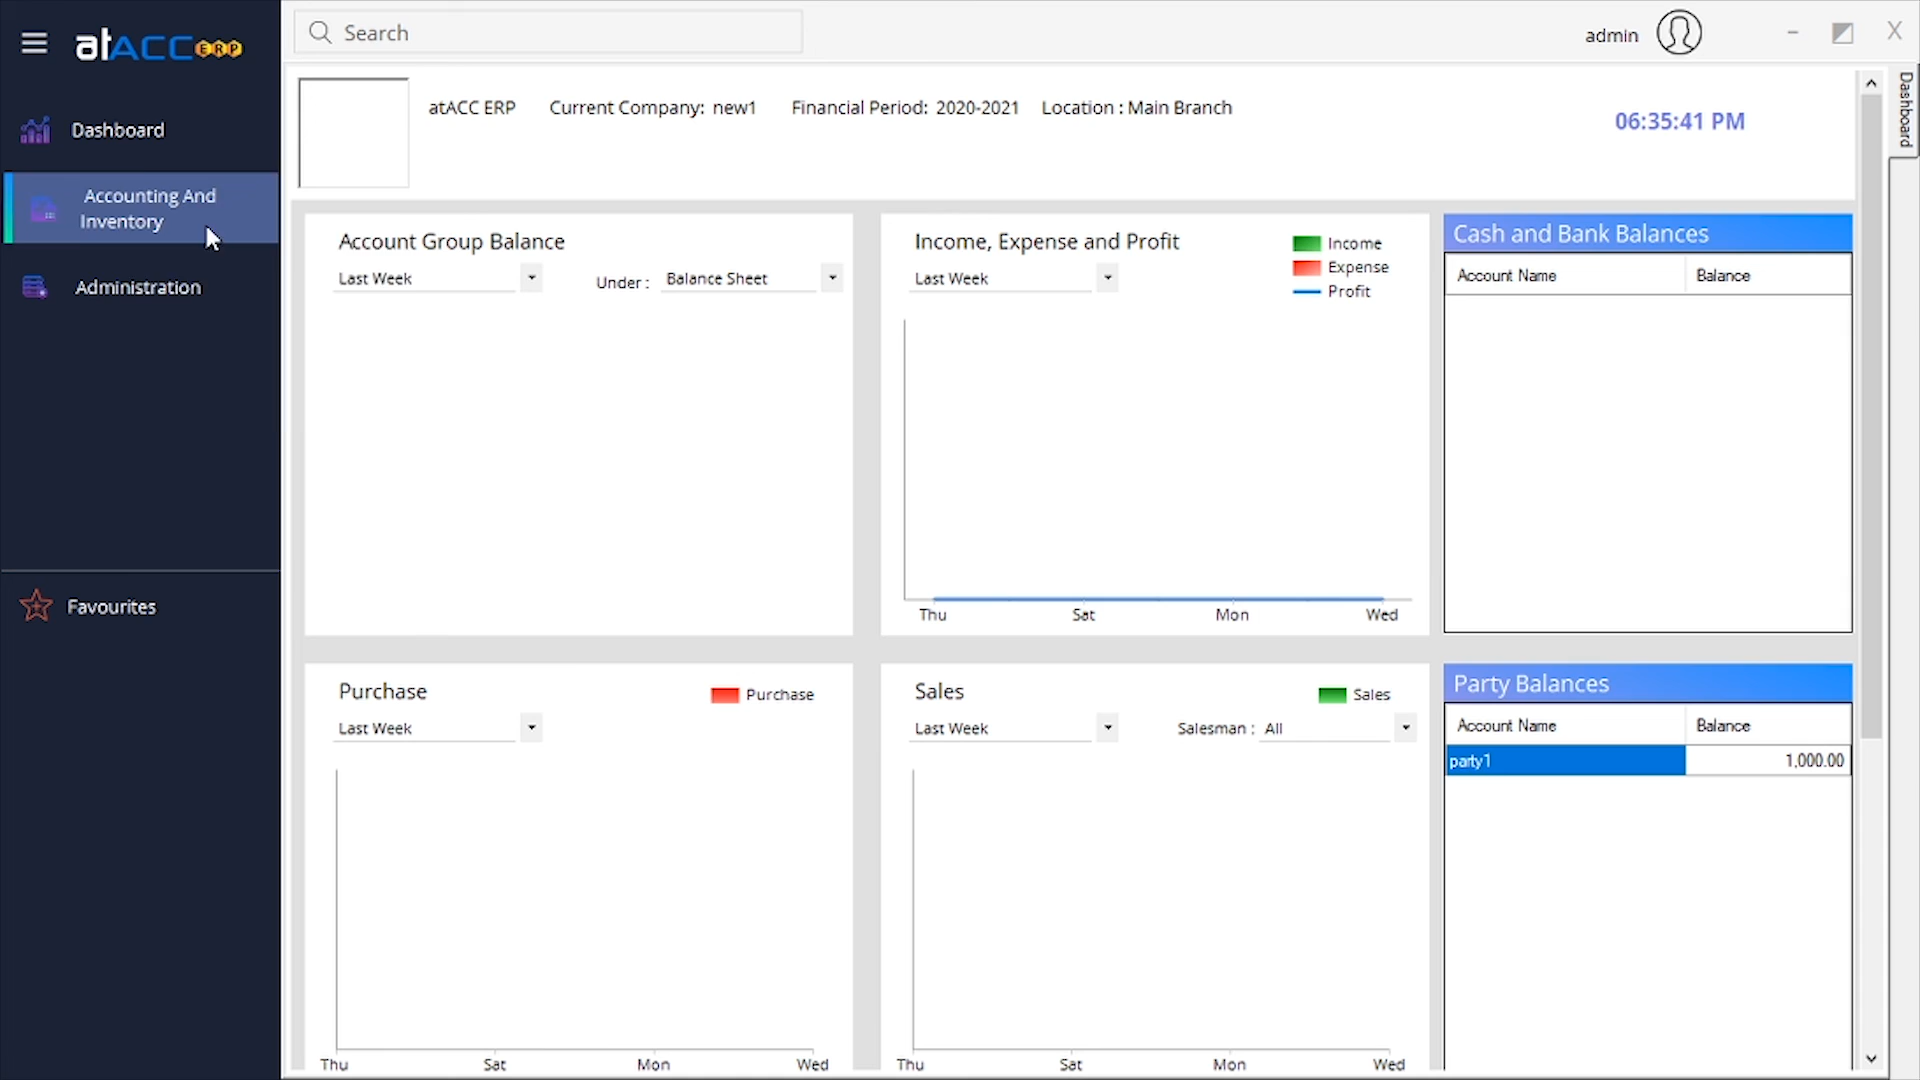 atACC ERP
Search
admin
X
Dashboard
Accounting And
Inventory
Administration
Favourites
atACC ERP Current Company: new1 Financial Period: 2020-2021 Location : Main Branch
06:35:41 PM
Dashboard
Account Group Balance
Last Week Under : Balance Sheet
Income, Expense and Profit
Last Week
Income
Expense
Profit
Thu Sat Mon Wed
Cash and Bank Balances
Account Name Balance
Purchase
Purchase
Last Week
Thu Sat Mon Wed
Sales
Sales
Last Week Salesman : All
Thu Sat Mon Wed
Party Balances
Account Name Balance
party1 1,000.00